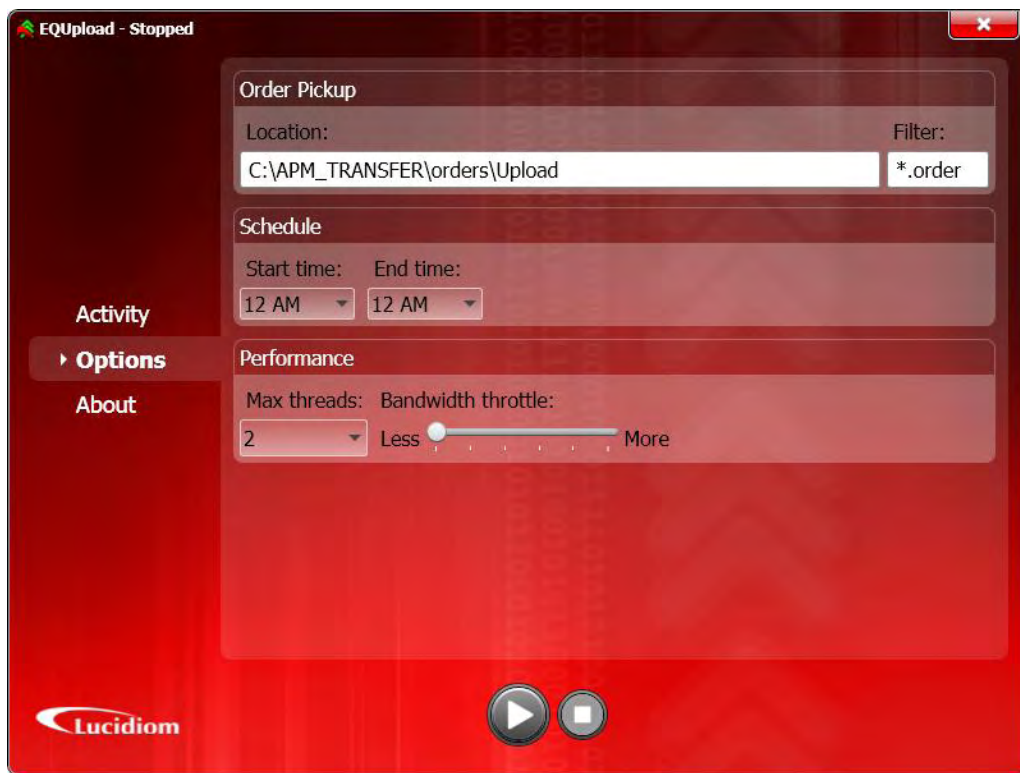 EQUpload - Stopped
Order Pickup
Location: Filter:
C:\APM_TRANSFER\orders\Upload *.order
Schedule
Start time: End time:
12 AM 12 AM
Activity
Options
About
Performance
Max threads: Bandwidth throttle:
2 Less More
Lucidiom